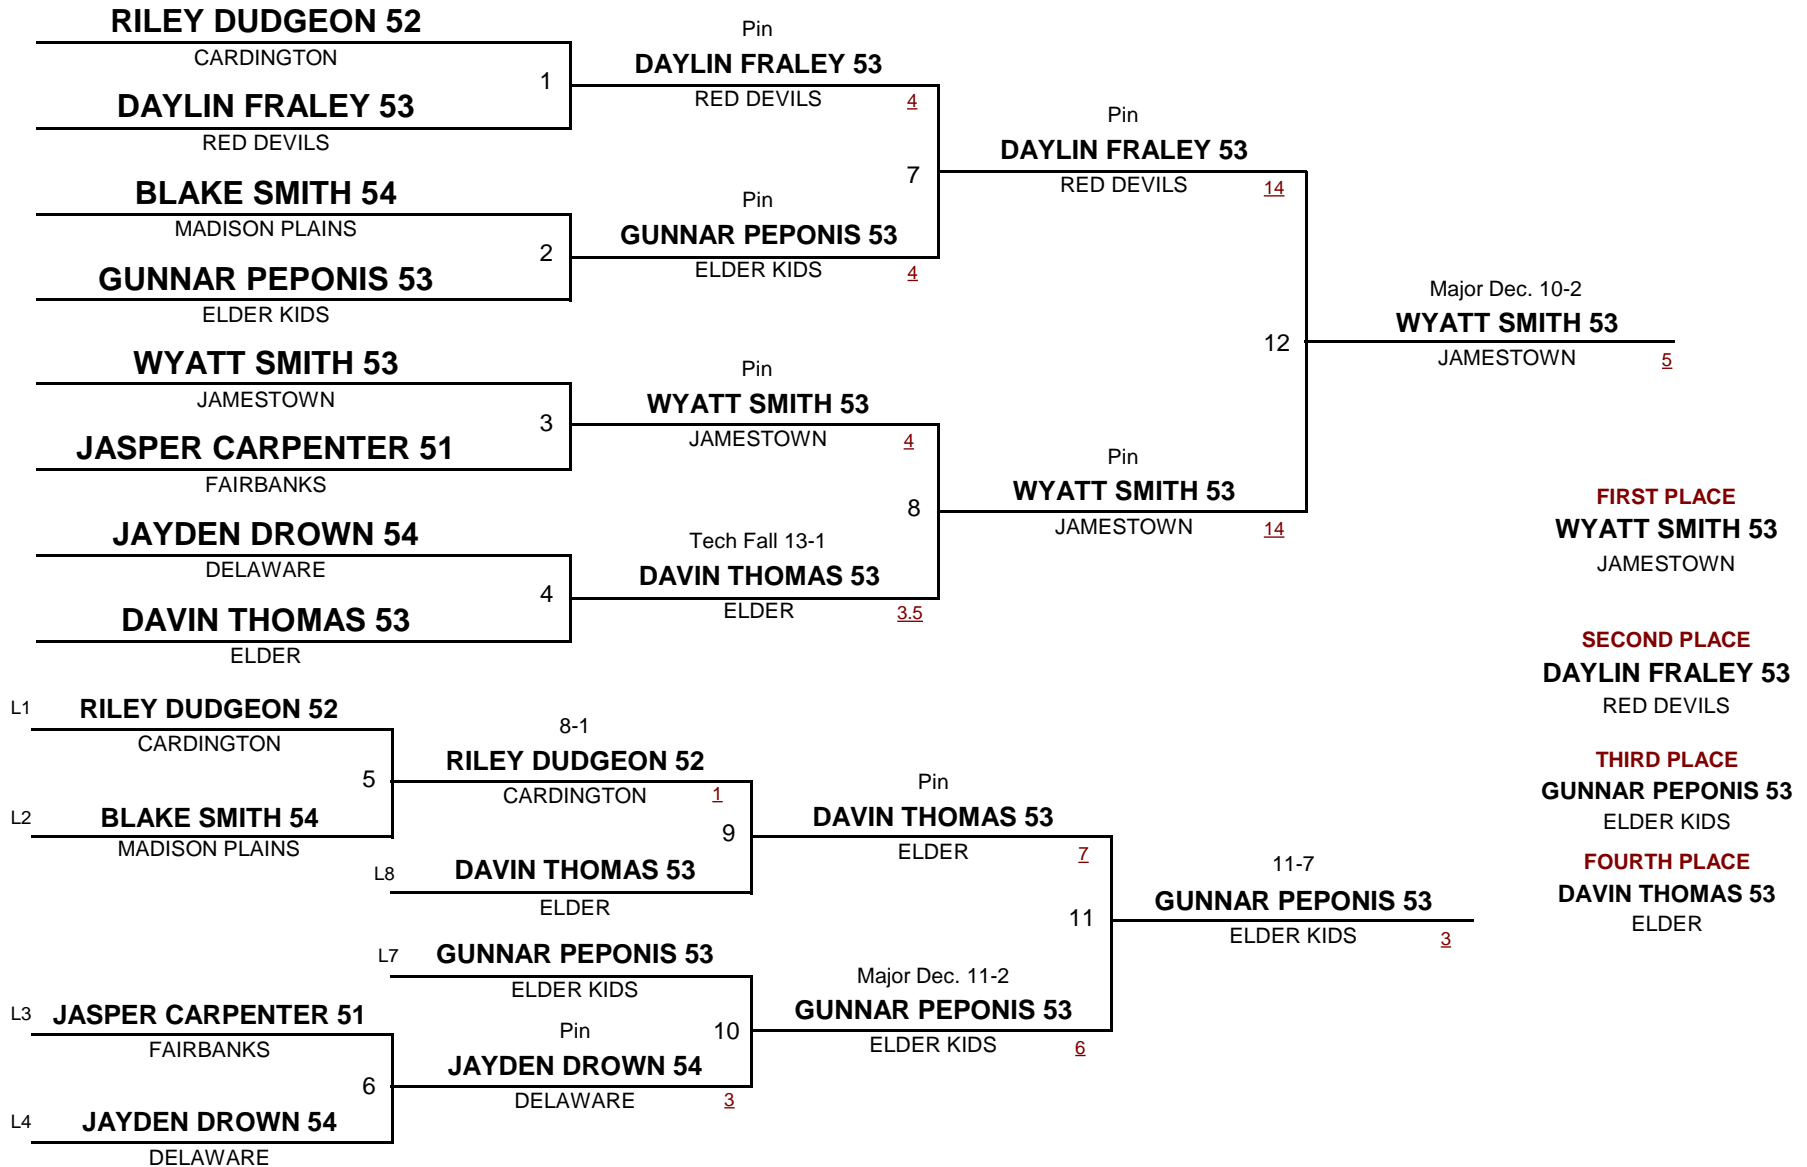 RILEY DUDGEON 52
CARDINGTON
1
DAYLIN FRALEY 53
RED DEVILS
BLAKE SMITH 54
MADISON PLAINS
2
GUNNAR PEPONIS 53
ELDER KIDS
WYATT SMITH 53
JAMESTOWN
3
JASPER CARPENTER 51
FAIRBANKS
JAYDEN DROWN 54
DELAWARE
4
DAVIN THOMAS 53
ELDER
Pin
DAYLIN FRALEY 53
RED DEVILS 4
7
Pin
GUNNAR PEPONIS 53
ELDER KIDS 4
Pin
WYATT SMITH 53
JAMESTOWN 4
8
Tech Fall 13-1
DAVIN THOMAS 53
ELDER 3.5
Pin
DAYLIN FRALEY 53
RED DEVILS 14
12
Pin
WYATT SMITH 53
JAMESTOWN 14
Major Dec. 10-2
WYATT SMITH 53
JAMESTOWN 5
FIRST PLACE
WYATT SMITH 53
JAMESTOWN
SECOND PLACE
DAYLIN FRALEY 53
RED DEVILS
THIRD PLACE
GUNNAR PEPONIS 53
ELDER KIDS
FOURTH PLACE
DAVIN THOMAS 53
ELDER
L1 RILEY DUDGEON 52
CARDINGTON
5
L2 BLAKE SMITH 54
MADISON PLAINS
L3 JASPER CARPENTER 51
FAIRBANKS
6
L4 JAYDEN DROWN 54
DELAWARE
8-1
RILEY DUDGEON 52
CARDINGTON 1
9
L8 DAVIN THOMAS 53
ELDER
L7 GUNNAR PEPONIS 53
ELDER KIDS
10
Pin
JAYDEN DROWN 54
DELAWARE 3
Pin
DAVIN THOMAS 53
ELDER 7
11
Major Dec. 11-2
GUNNAR PEPONIS 53
ELDER KIDS 6
11-7
GUNNAR PEPONIS 53
ELDER KIDS 3